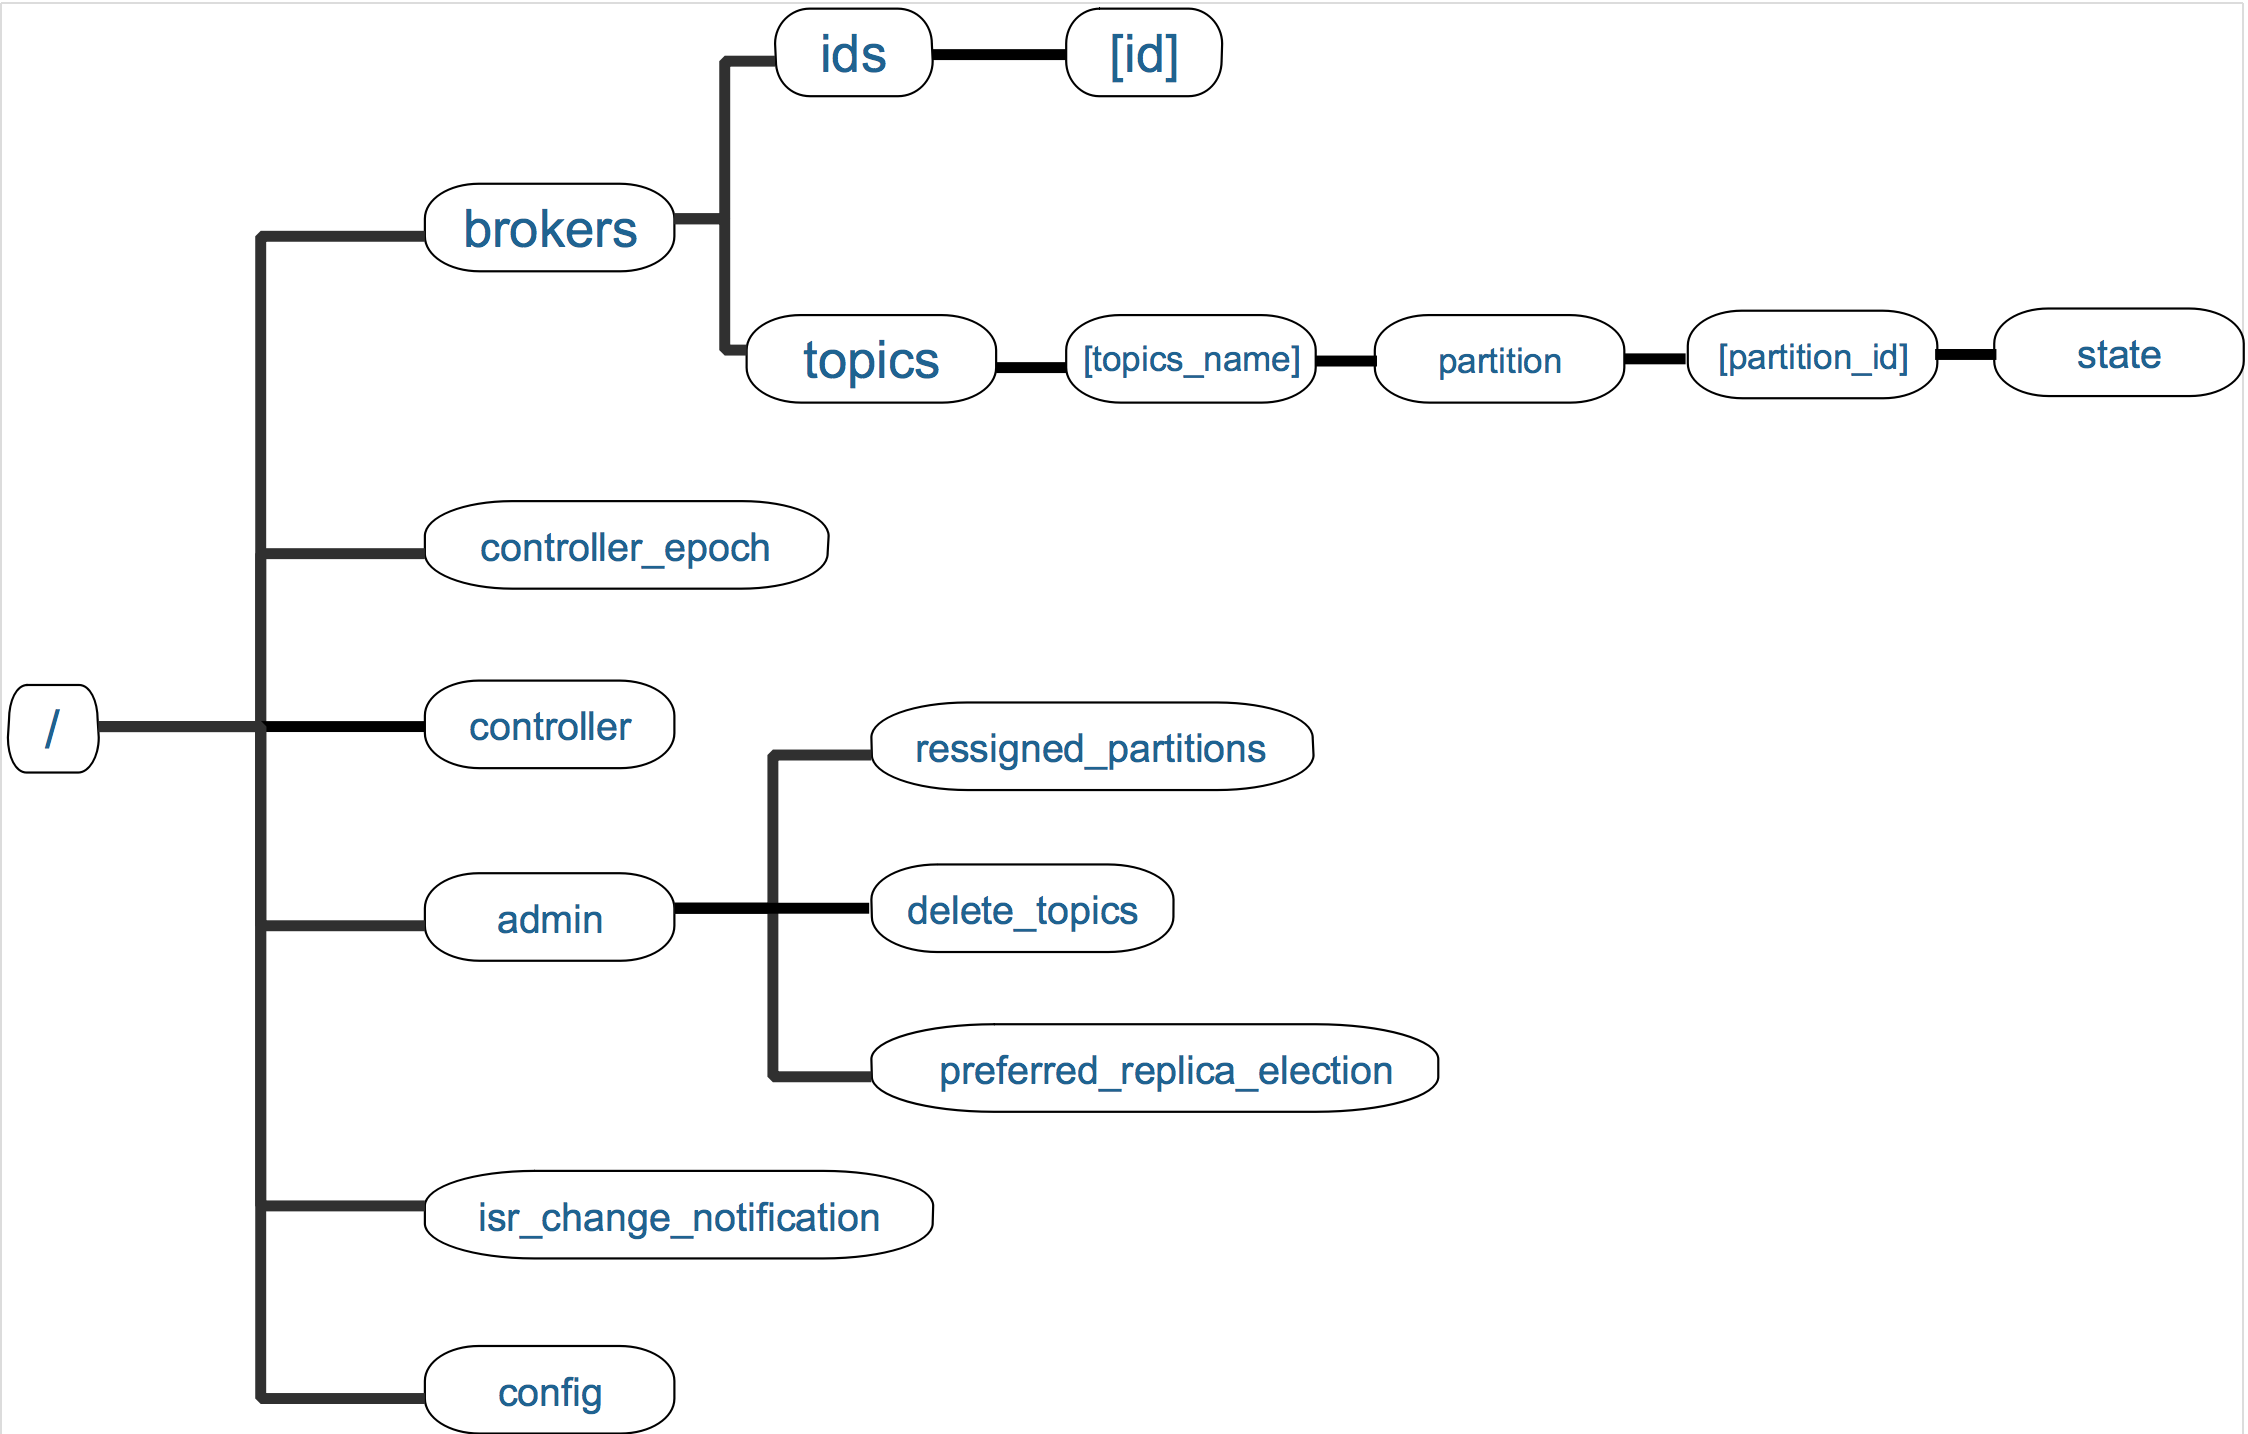 ids
[id]
brokers
topics
[topics_name]
partition
[partition_id]
state
controller_epoch
/
controller
ressigned_partitions
admin
delete_topics
preferred_replica_election
isr_change_notification
config